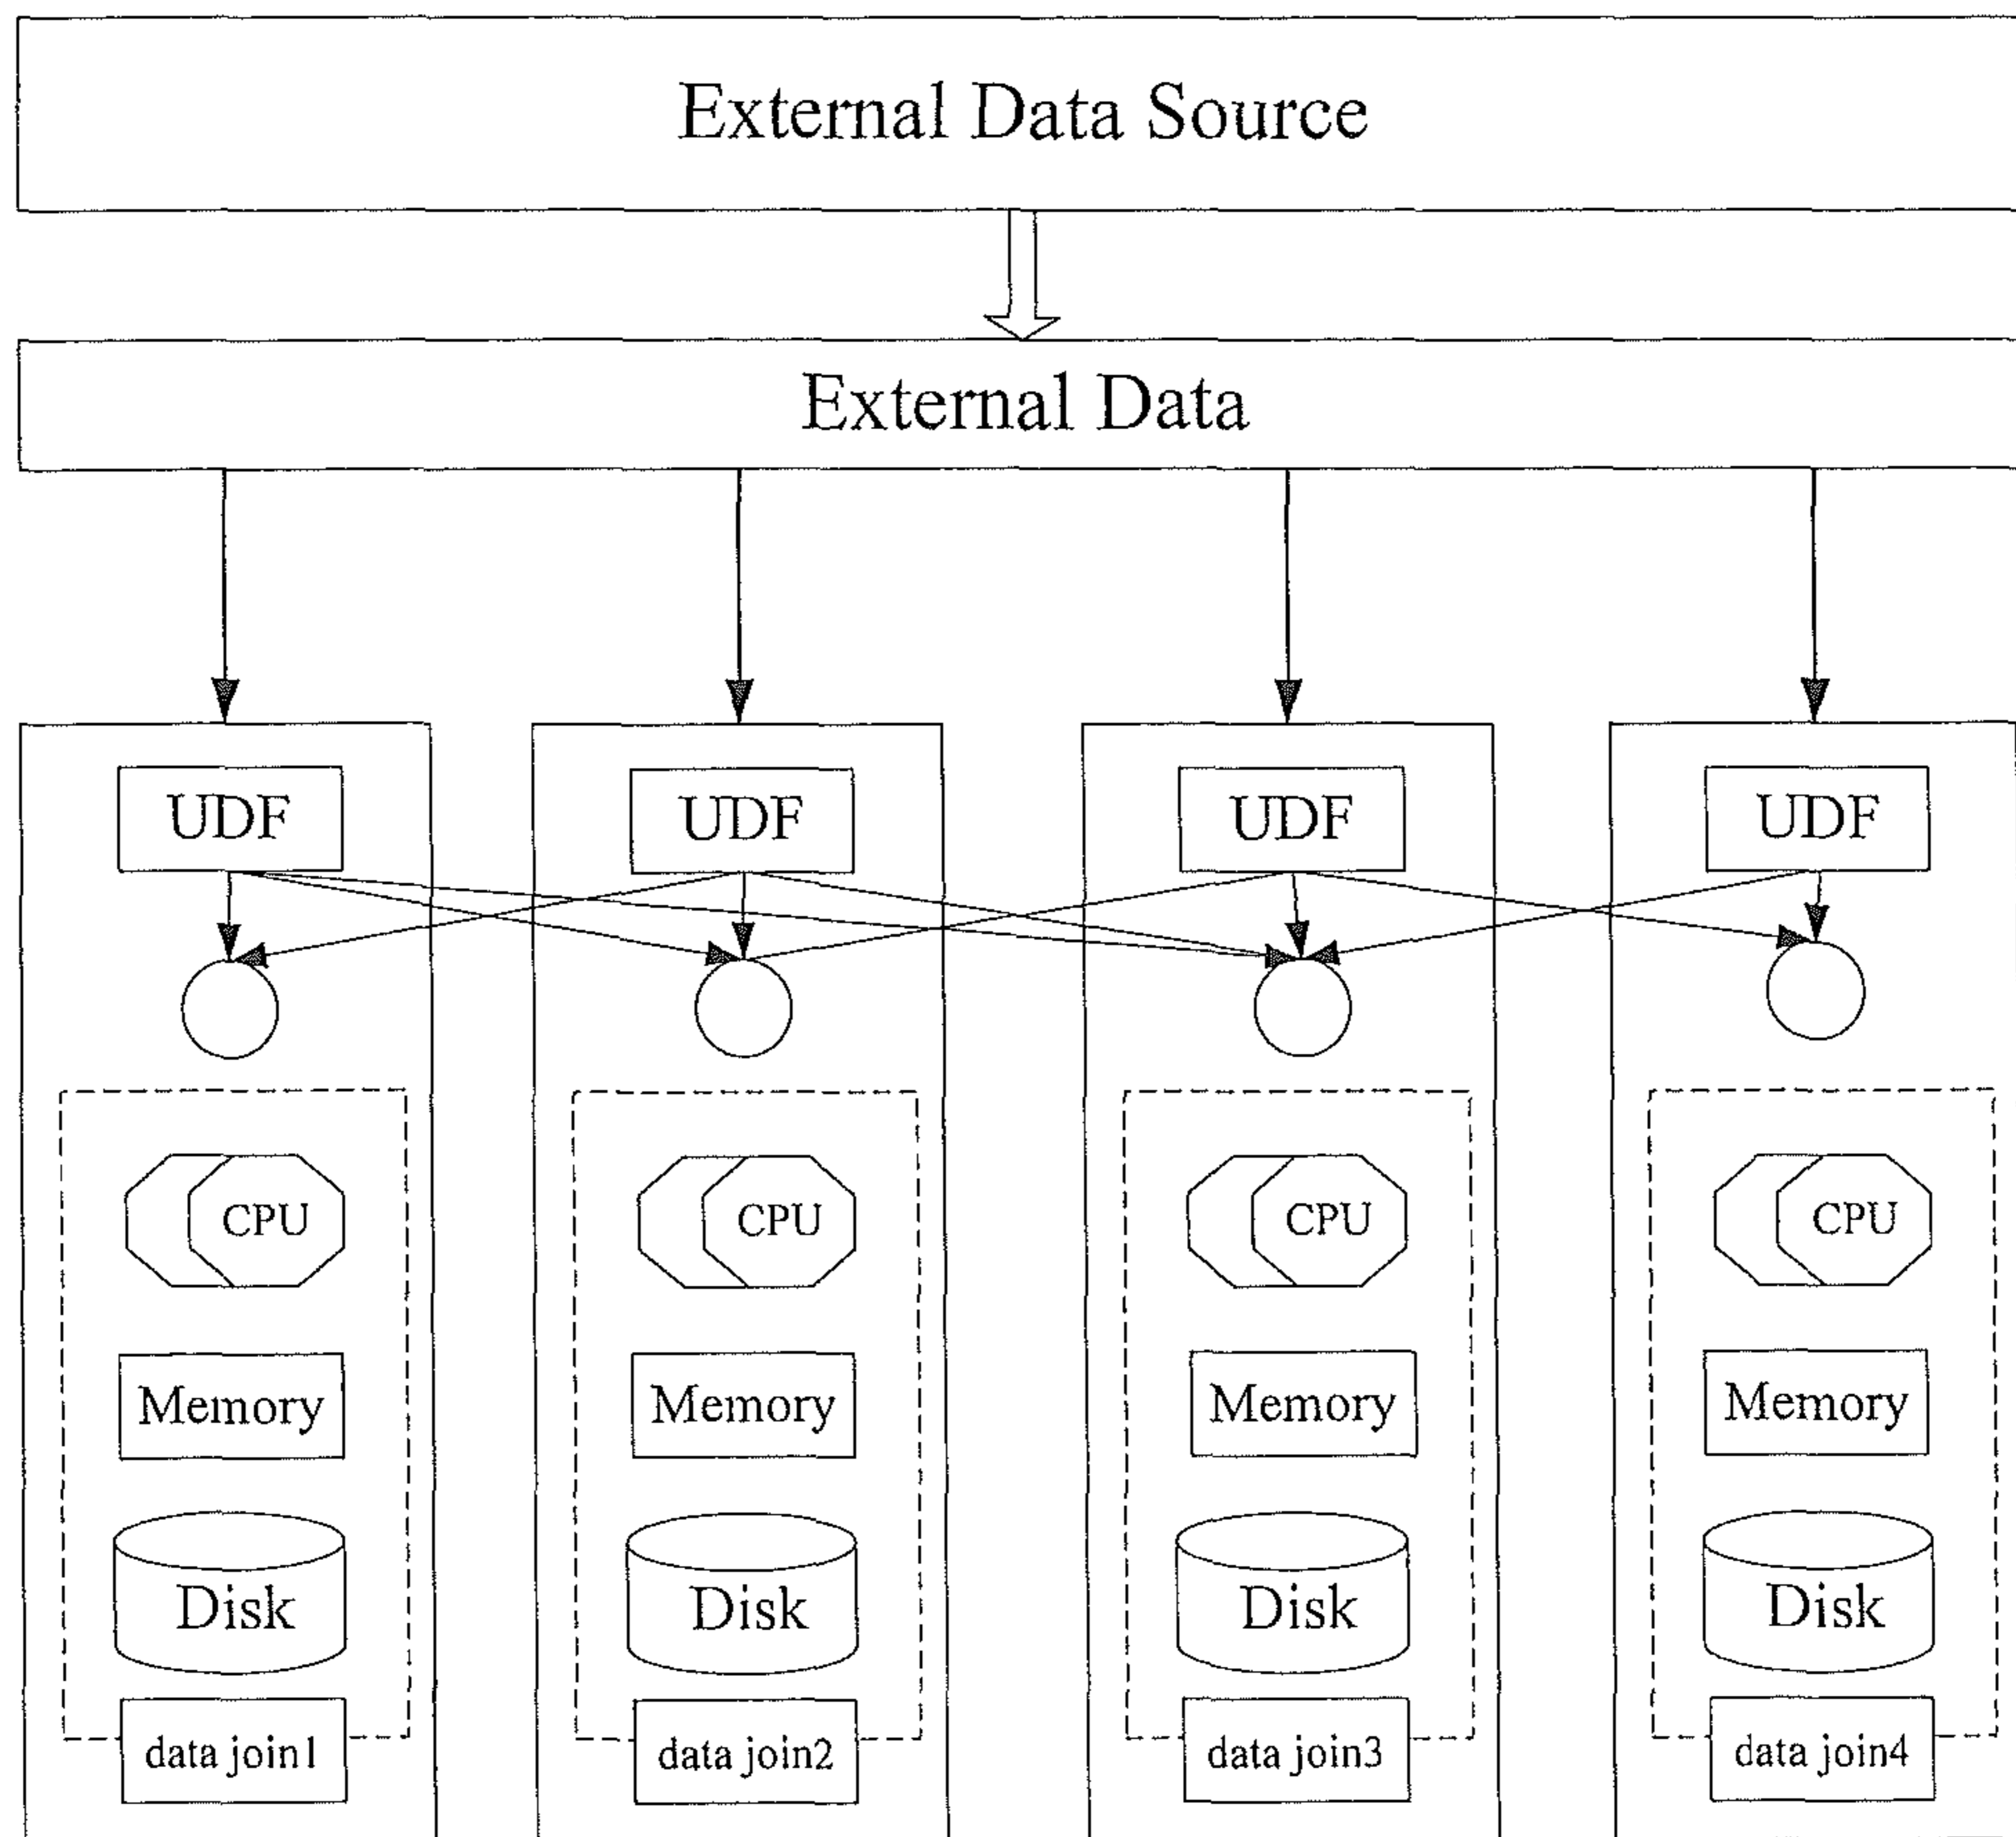 External Data Source
External Data
UDF
UDF
UDF
UDF
CPU
CPU
CPU
CPU
Memory
Memory
Memory
Memory
Disk
Disk
Disk
Disk
data join1
data join2
data join3
data join4